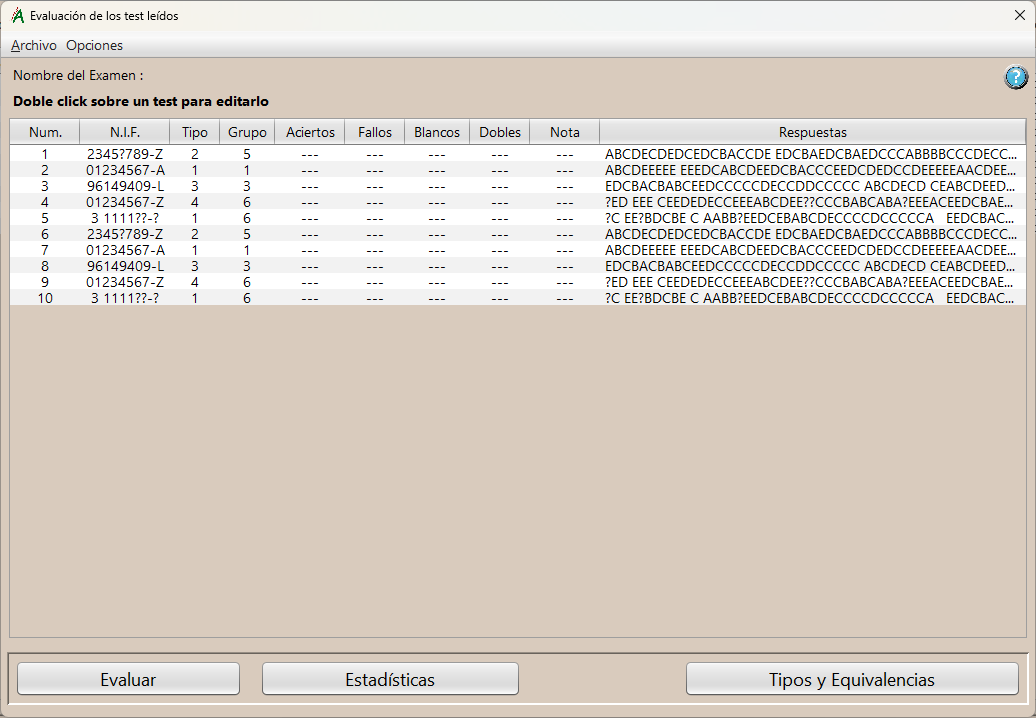 Evaluación de los test leídos
Archivo Opciones
Nombre del Examen :
Doble click sobre un test para editarlo
Num. N.I.F. Tipo Grupo Aciertos Fallos Blancos Dobles Nota Respuestas
1 2345?789-Z 2 5 --- --- --- --- --- ABCDECDEDCEDCBACCDE EDCBAEDCBAEDCCCABBBBCCCDECC...
2 01234567-A 1 1 --- --- --- --- --- ABCDEEEEE EEEDCABCDEEDCBACCCEEDCDEDCCDEEEEEAACDEE...
3 96149409-L 3 3 --- --- --- --- --- EDCBACBABCEEDCCCCCDECCDDCCCCC ABCDECD CEABCDEED...
4 01234567-Z 4 6 --- --- --- --- --- ?ED EEE CEEDEDECCEEEABCDEE??CCCBABCABA?EEEACEEDCBAE...
5 3 1111??-? 1 6 --- --- --- --- --- ?C EE?BDCBE C AABB?EEDCEBABCDECCCCDCCCCCA   EEDCBAC...
6 2345?789-Z 2 5 --- --- --- --- --- ABCDECDEDCEDCBACCDE EDCBAEDCBAEDCCCABBBBCCCDECC...
7 01234567-A 1 1 --- --- --- --- --- ABCDEEEEE EEEDCABCDEEDCBACCCEEDCDEDCCDEEEEEAACDEE...
8 96149409-L 3 3 --- --- --- --- --- EDCBACBABCEEDCCCCCDECCDDCCCCC ABCDECD CEABCDEED...
9 01234567-Z 4 6 --- --- --- --- --- ?ED EEE CEEDEDECCEEEABCDEE??CCCBABCABA?EEEACEEDCBAE...
10 3 1111??-? 1 6 --- --- --- --- --- ?C EE?BDCBE C AABB?EEDCEBABCDECCCCDCCCCCA   EEDCBAC...
Evaluar Estadísticas Tipos y Equivalencias